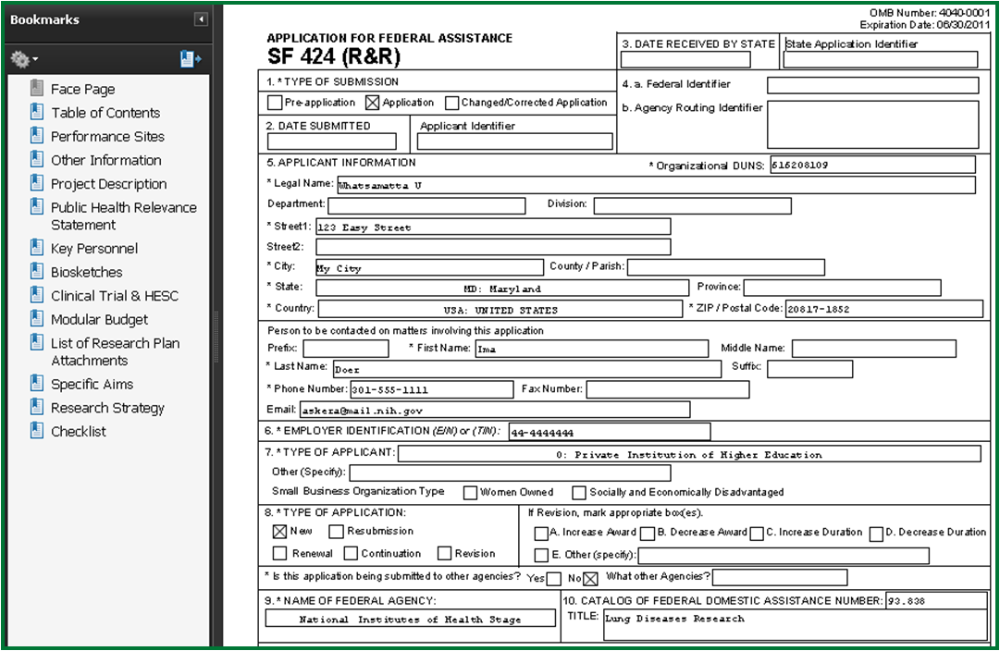 Bookmarks
Face Page
Table of Contents
Performance Sites
Other Information
Project Description
Public Health Relevance
Statement
Key Personnel
Biosketches
Clinical Trial & HESC
Modular Budget
List of Research Plan
Attachments
Specific Aims
Research Strategy
Checklist
OMB Number: 4040-0001
Expiration Date: 06/30/2011
APPLICATION FOR FEDERAL ASSISTANCE
SF 424 (R&R)
3. DATE RECEIVED BY STATE State Application Identifier
1. * TYPE OF SUBMISSION
Pre-application Application Changed/Corrected Application
4. a. Federal Identifier
b. Agency Routing Identifier
2. DATE SUBMITTED Applicant Identifier
5. APPLICANT INFORMATION * Organizational DUNS: 616208109
* Legal Name: Whatsamatta U
Department: Division:
* Street1: 123 Easy Street
Street2:
* City: My City County / Parish:
* State: MD: Maryland Province:
* Country: USA: UNITED STATES * ZIP / Postal Code: 20817-1852
Person to be contacted on matters involving this application
Prefix: * First Name: Ima Middle Name:
* Last Name: Doer Suffix:
* Phone Number: 301-555-1111 Fax Number:
Email: askera@mail.nih.gov
6. * EMPLOYER IDENTIFICATION (EIN) or (TIN): 44-4444444
7. * TYPE OF APPLICANT: O: Private Institution of Higher Education
Other (Specify):
Small Business Organization Type Women Owned Socially and Economically Disadvantaged
8. * TYPE OF APPLICATION: If Revision, mark appropriate box(es).
New Resubmission A. Increase Award B. Decrease Award C. Increase Duration D. Decrease Duration
Renewal Continuation Revision E. Other (specify):
* Is this application being submitted to other agencies? Yes No What other Agencies?
9. * NAME OF FEDERAL AGENCY: 10. CATALOG OF FEDERAL DOMESTIC ASSISTANCE NUMBER: 93.838
National Institutes of Health Stage TITLE: Lung Diseases Research